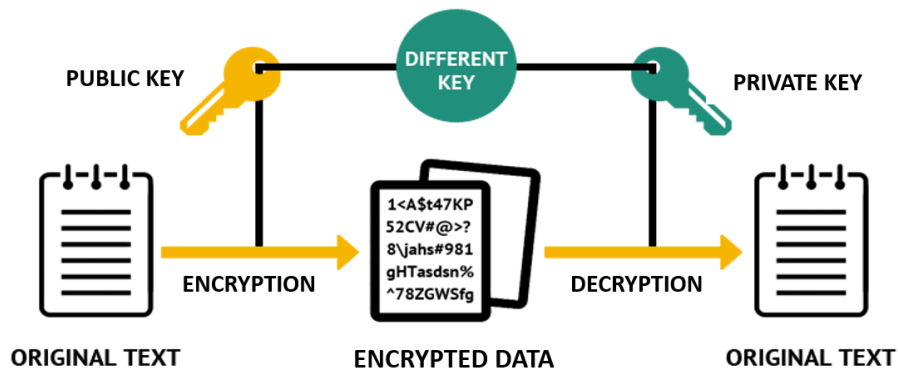 DIFFERENT
KEY
PUBLIC KEY
PRIVATE KEY
1<A$t47KP
52CV#@>?
8\jahs#981
gHTasdsn%
^78ZGWSfg
ENCRYPTION
DECRYPTION
ORIGINAL TEXT
ENCRYPTED DATA
ORIGINAL TEXT